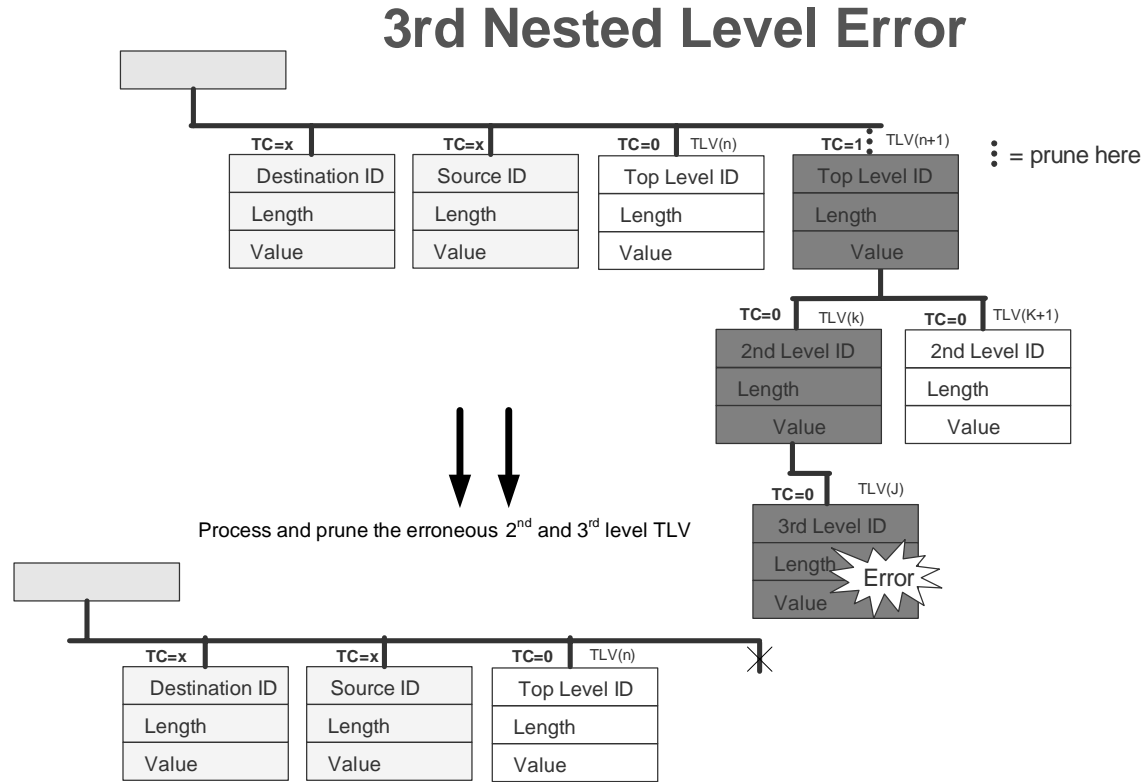 3rd Nested Level Error
TC=x TC=x TC=0 TLV(n) TC=1 TLV(n+1)
= prune here
Destination ID Source ID Top Level ID Top Level ID
Length Length Length Length
Value Value Value Value
TC=0 TLV(k) TC=0 TLV(K+1)
2nd Level ID 2nd Level ID
Length Length
Value Value
TC=0 TLV(J)
3rd Level ID
Length
Error
Value
Process and prune the erroneous 2nd and 3rd level TLV
TC=x TC=x TC=0 TLV(n)
Destination ID Source ID Top Level ID
Length Length Length
Value Value Value